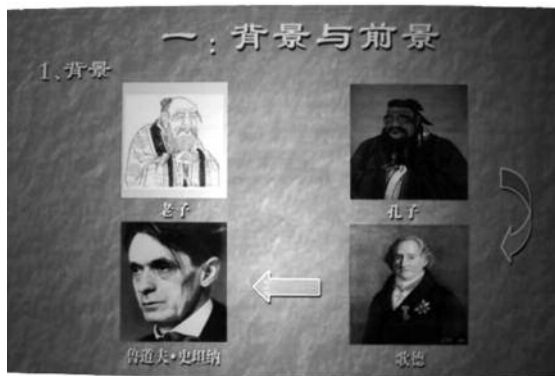 一：背景与前景
1、背景
老子
孔子
鲁道夫•史坦纳
歌德